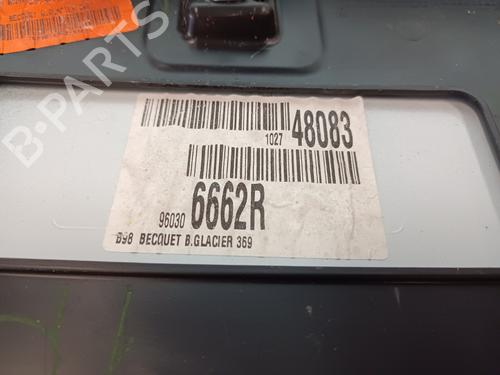 B-PARTS
1027 48083
96030 6662R
B98 BECQUET B.GLACIER 369